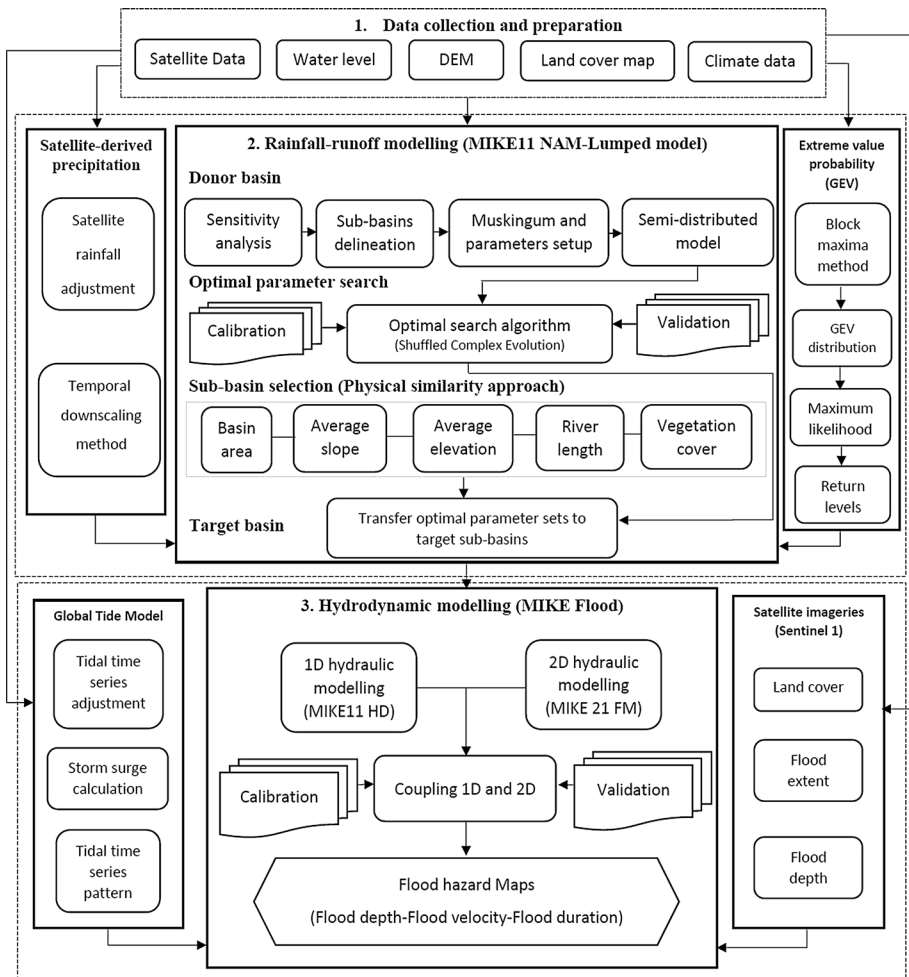 1. Data collection and preparation
Satellite Data
Water level
DEM
Land cover map
Climate data
Satellite-derived
precipitation
Satellite
rainfall
adjustment
Temporal
downscaling
method
2. Rainfall-runoff modelling (MIKE11 NAM-Lumped model)
Donor basin
Sensitivity
analysis
Sub-basins
delineation
Muskingum and
parameters setup
Semi-distributed
model
Optimal parameter search
Calibration
Optimal search algorithm
(Shuffled Complex Evolution)
Validation
Sub-basin selection (Physical similarity approach)
Basin
area
Average
slope
Average
elevation
River
length
Vegetation
cover
Target basin
Transfer optimal parameter sets to
target sub-basins
Extreme value
probability
(GEV)
Block
maxima
method
GEV
distribution
Maximum
likelihood
Return
levels
Global Tide Model
Tidal time
series
adjustment
Storm surge
calculation
Tidal time
series
pattern
3. Hydrodynamic modelling (MIKE Flood)
1D hydraulic
modelling
(MIKE11 HD)
2D hydraulic
modelling
(MIKE 21 FM)
Calibration
Coupling 1D and 2D
Validation
Flood hazard Maps
(Flood depth-Flood velocity-Flood duration)
Satellite imageries
(Sentinel 1)
Land cover
Flood
extent
Flood
depth